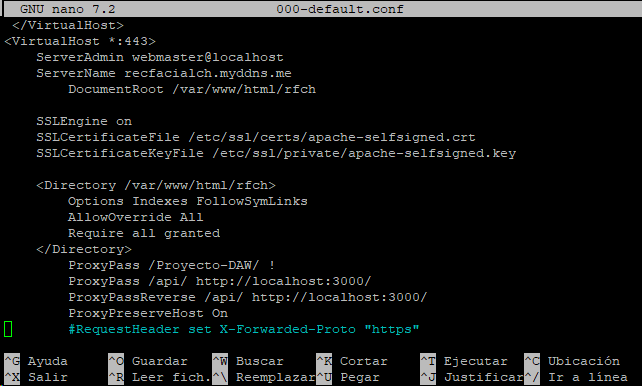 GNU nano 7.2 000-default.conf
</VirtualHost>
<VirtualHost *:443>
ServerAdmin webmaster@localhost
ServerName recfacialch.myddns.me
DocumentRoot /var/www/html/rfch
SSLEngine on
SSLCertificateFile /etc/ssl/certs/apache-selfsigned.crt
SSLCertificateKeyFile /etc/ssl/private/apache-selfsigned.key
<Directory /var/www/html/rfch>
Options Indexes FollowSymLinks
AllowOverride All
Require all granted
</Directory>
ProxyPass /Proyecto-DAW/ !
ProxyPass /api/ http://localhost:3000/
ProxyPassReverse /api/ http://localhost:3000/
ProxyPreserveHost On
#RequestHeader set X-Forwarded-Proto "https"
^G Ayuda ^O Guardar ^W Buscar ^K Cortar ^T Ejecutar ^C Ubicación
^X Salir ^R Leer fich. ^\ Reemplazar ^U Pegar ^J Justificar ^/ Ir a linea